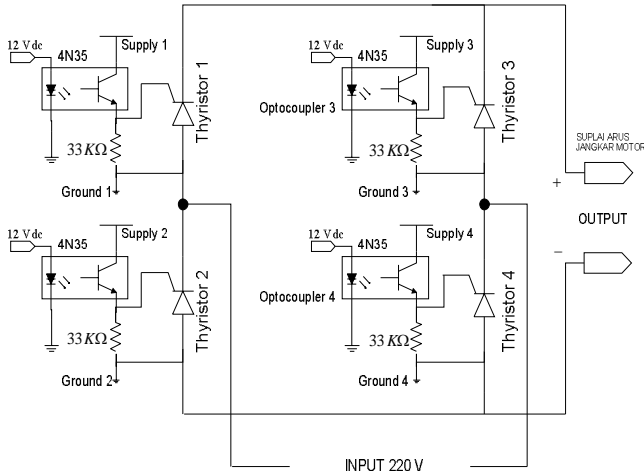 12 Vdc
4N35
Supply 1
Thyristor 1
33 KΩ
Ground 1
12 Vdc
4N35
Supply 3
Optocoupler 3
Thyristor 3
33 KΩ
Ground 3
SUPLAI ARUS
JANGKAR MOTOR
+
OUTPUT
−
12 Vdc
4N35
Supply 2
Thyristor 2
33 KΩ
Ground 2
12 Vdc
4N35
Supply 4
Optocoupler 4
Thyristor 4
33 KΩ
Ground 4
INPUT 220 V